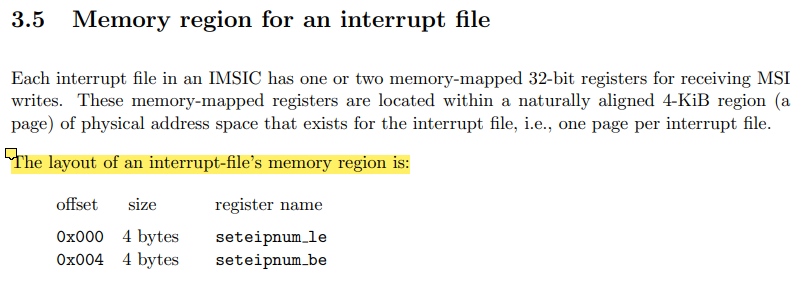 3.5 Memory region for an interrupt file
Each interrupt file in an IMSIC has one or two memory-mapped 32-bit registers for receiving MSI
writes. These memory-mapped registers are located within a naturally aligned 4-KiB region (a
page) of physical address space that exists for the interrupt file, i.e., one page per interrupt file.
The layout of an interrupt-file's memory region is:
offset size register name
0x000 4 bytes seteipnum_le
0x004 4 bytes seteipnum_be